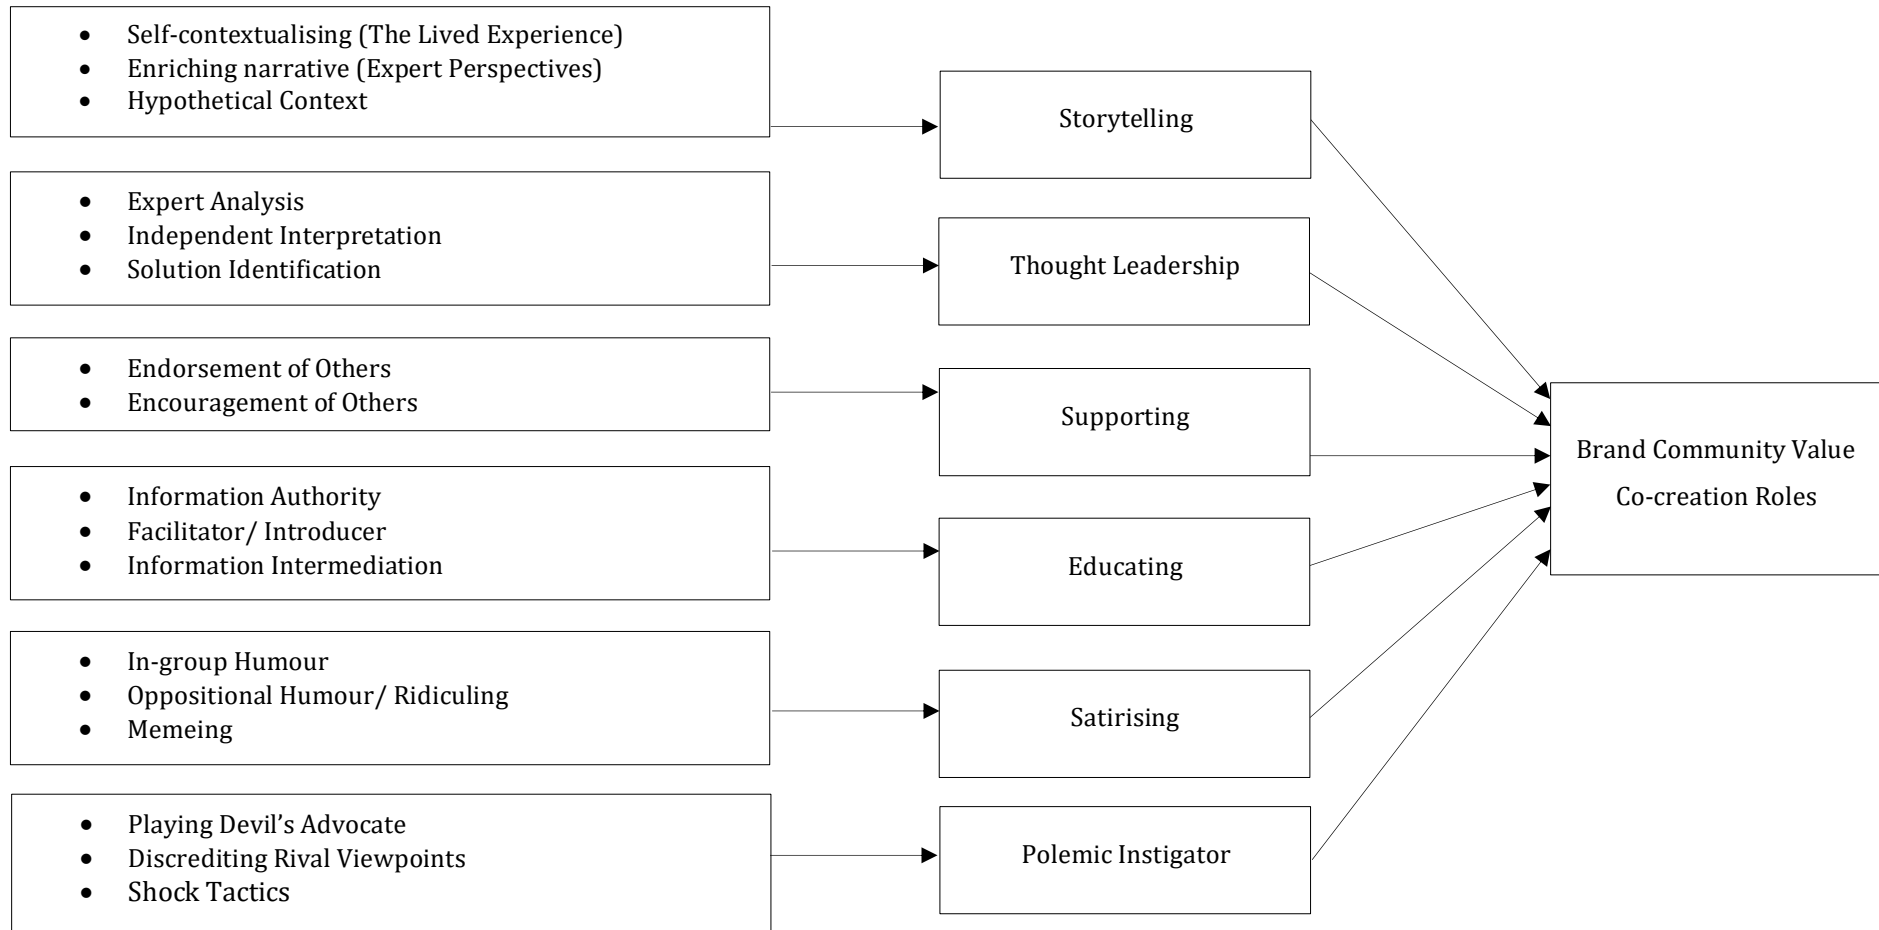 • Self-contextualising (The Lived Experience)
• Enriching narrative (Expert Perspectives)
• Hypothetical Context
Storytelling
• Expert Analysis
• Independent Interpretation
• Solution Identification
Thought Leadership
• Endorsement of Others
• Encouragement of Others
Supporting
• Information Authority
• Facilitator/ Introducer
• Information Intermediation
Educating
• In-group Humour
• Oppositional Humour/ Ridiculing
• Memeing
Satirising
• Playing Devil’s Advocate
• Discrediting Rival Viewpoints
• Shock Tactics
Polemic Instigator
Brand Community Value
Co-creation Roles